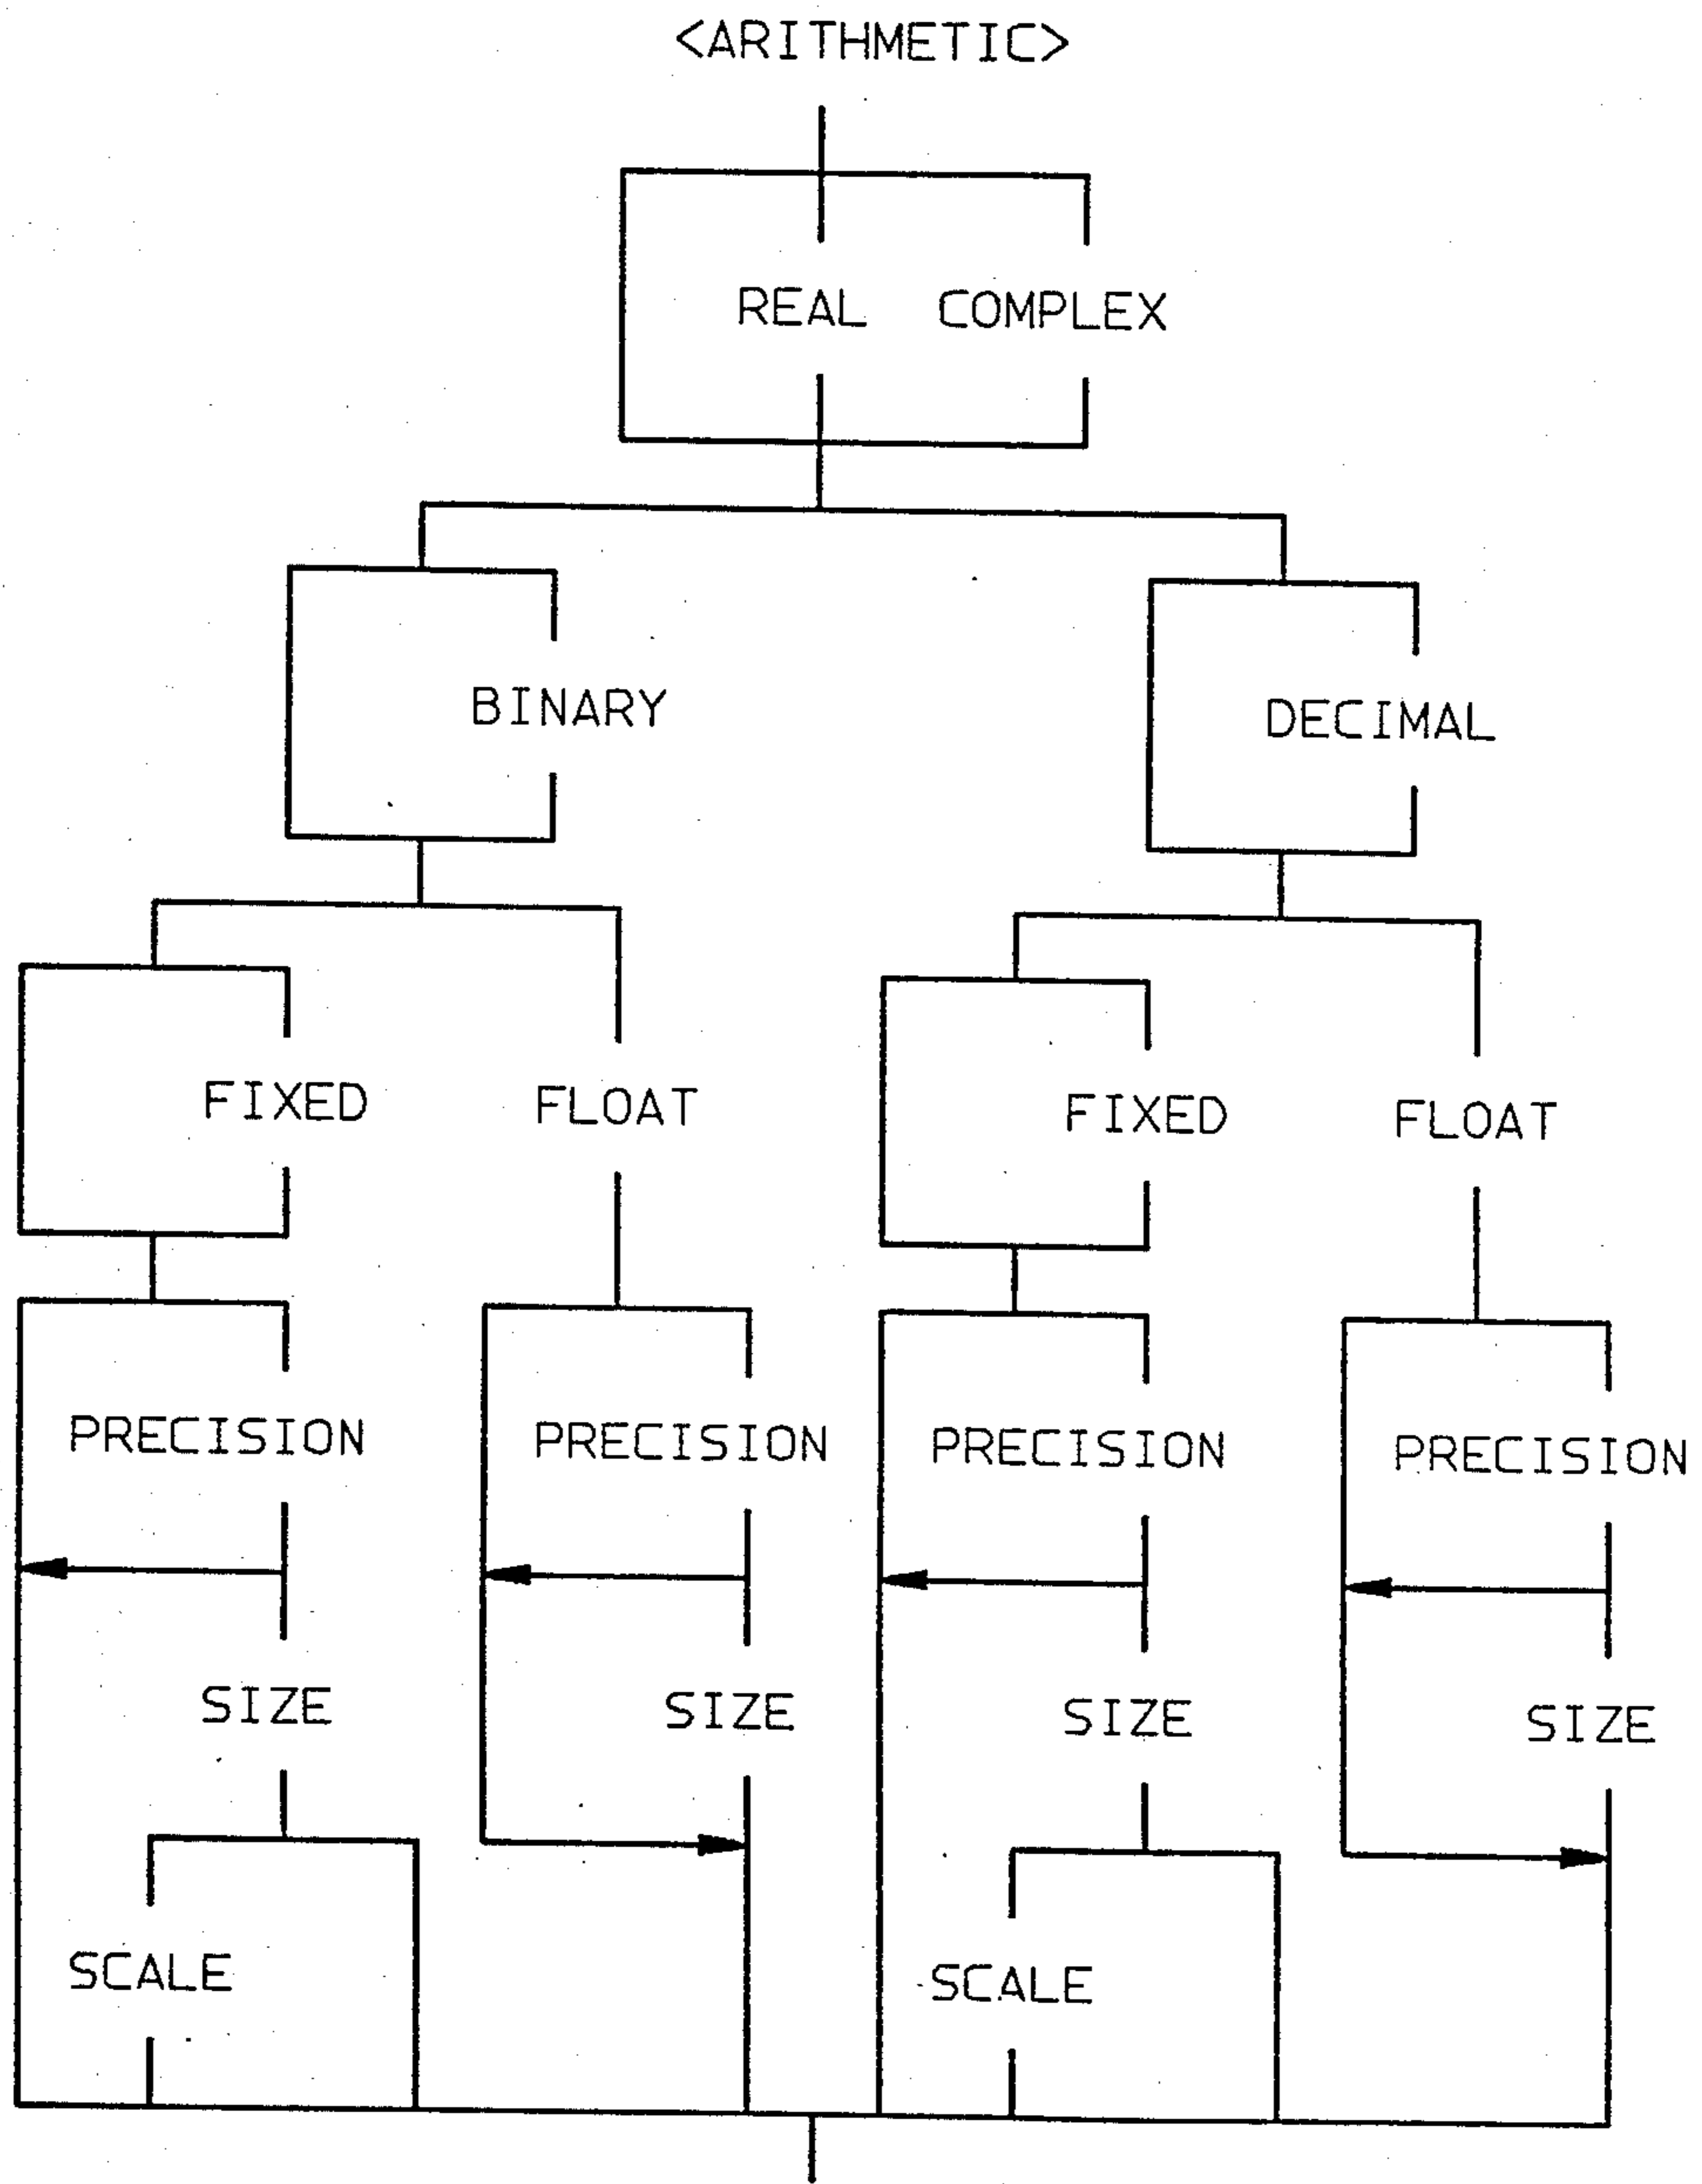 <ARITHMETIC>
REAL COMPLEX
BINARY DECIMAL
FIXED FLOAT FIXED FLOAT
PRECISION PRECISION PRECISION PRECISION
SIZE SIZE SIZE SIZE
SCALE SCALE